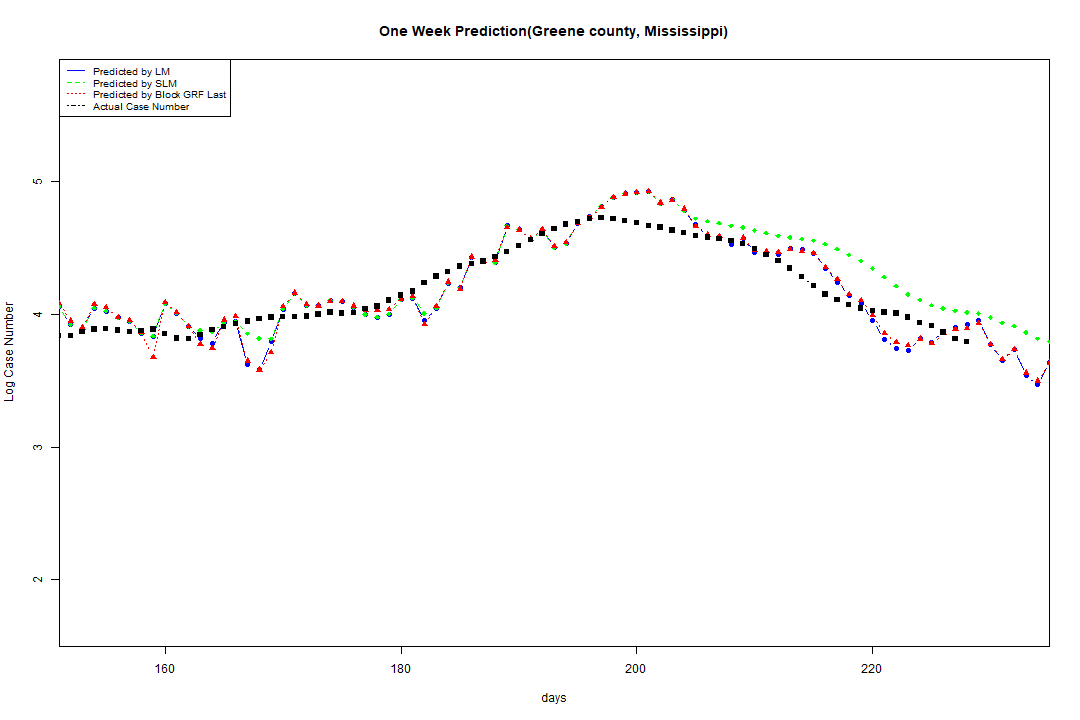 One Week Prediction(Greene county, Mississippi)
Predicted by LM
Predicted by SLM
Predicted by Block GRF Last
Actual Case Number
5
4
3
2
Log Case Number
160 180 200 220
days